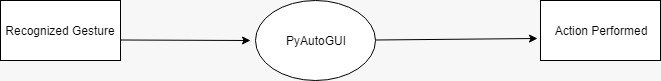 Recognized Gesture
PyAutoGUI
Action Performed